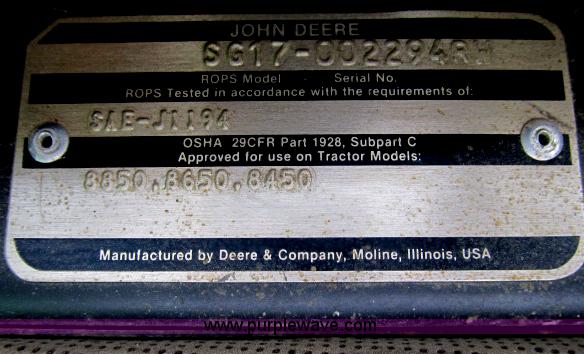 JOHN DEERE
SG17-002294RW
ROPS Model - Serial No.
ROPS Tested in accordance with the requirements of:
SAE-J1194
OSHA 29CFR Part 1928, Subpart C
Approved for use on Tractor Models:
8850,8650,8450
Manufactured by Deere & Company, Moline, Illinois, USA
www.purplewave.com